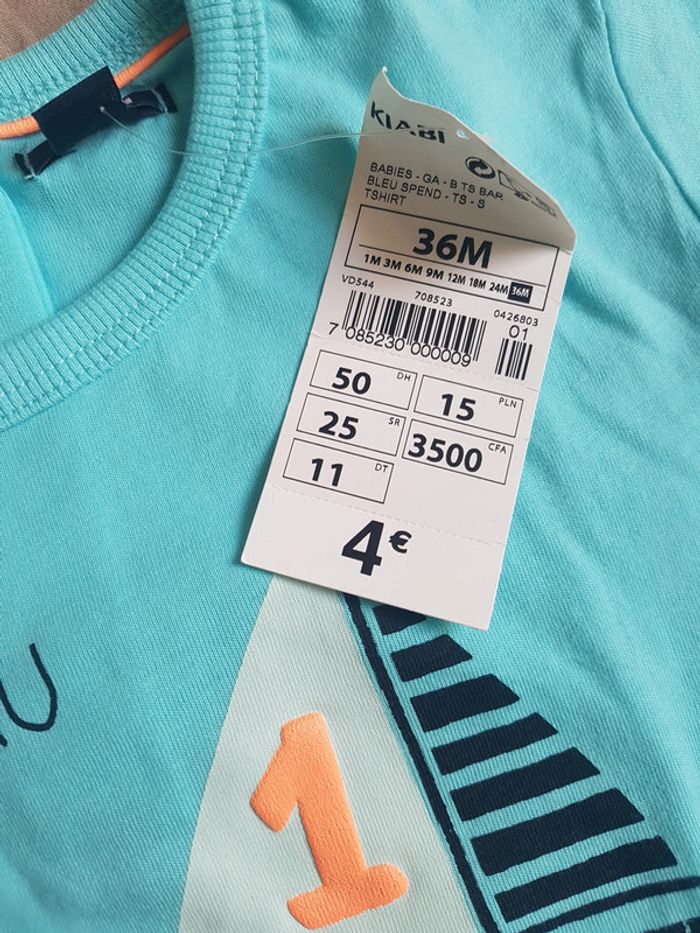 KIABI
BABIES - GA - B TS BAR
BLEU SPEND - TS - S
TSHIRT
36M
1M 3M 6M 9M 12M 18M 24M 36M
VD544 708523 0426803
01
7 085230 000009
50 DH
15 PLN
25 SR
3500 CFA
11 DT
4€
1